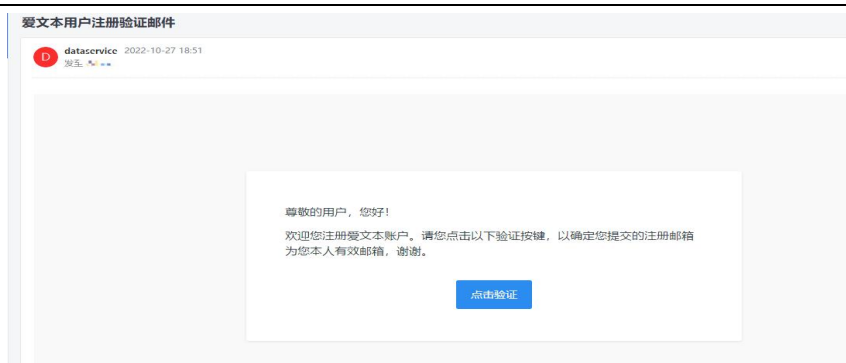 爱文本用户注册验证邮件
D
dataservice 2022-10-27 18:51
发至
尊敬的用户，您好！
欢迎您注册爱文本账户。请您点击以下验证按键，以确定您提交的注册邮箱
为您本人有效邮箱，谢谢。
点击验证